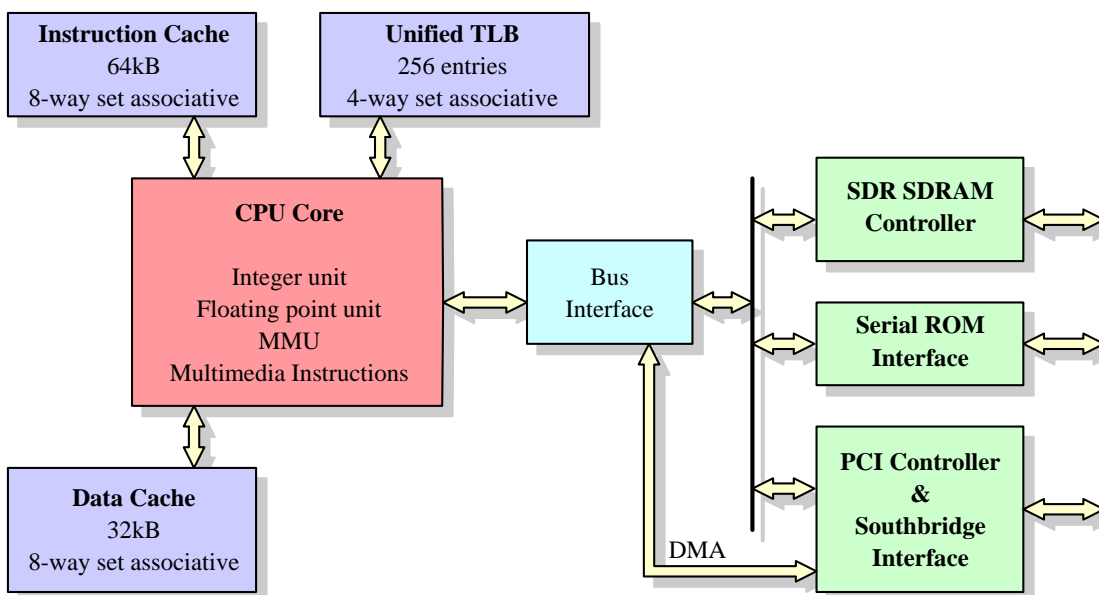 Instruction Cache
64kB
8-way set associative
Unified TLB
256 entries
4-way set associative
CPU Core
Integer unit
Floating point unit
MMU
Multimedia Instructions
Data Cache
32kB
8-way set associative
Bus
Interface
DMA
SDR SDRAM
Controller
Serial ROM
Interface
PCI Controller
&
Southbridge
Interface